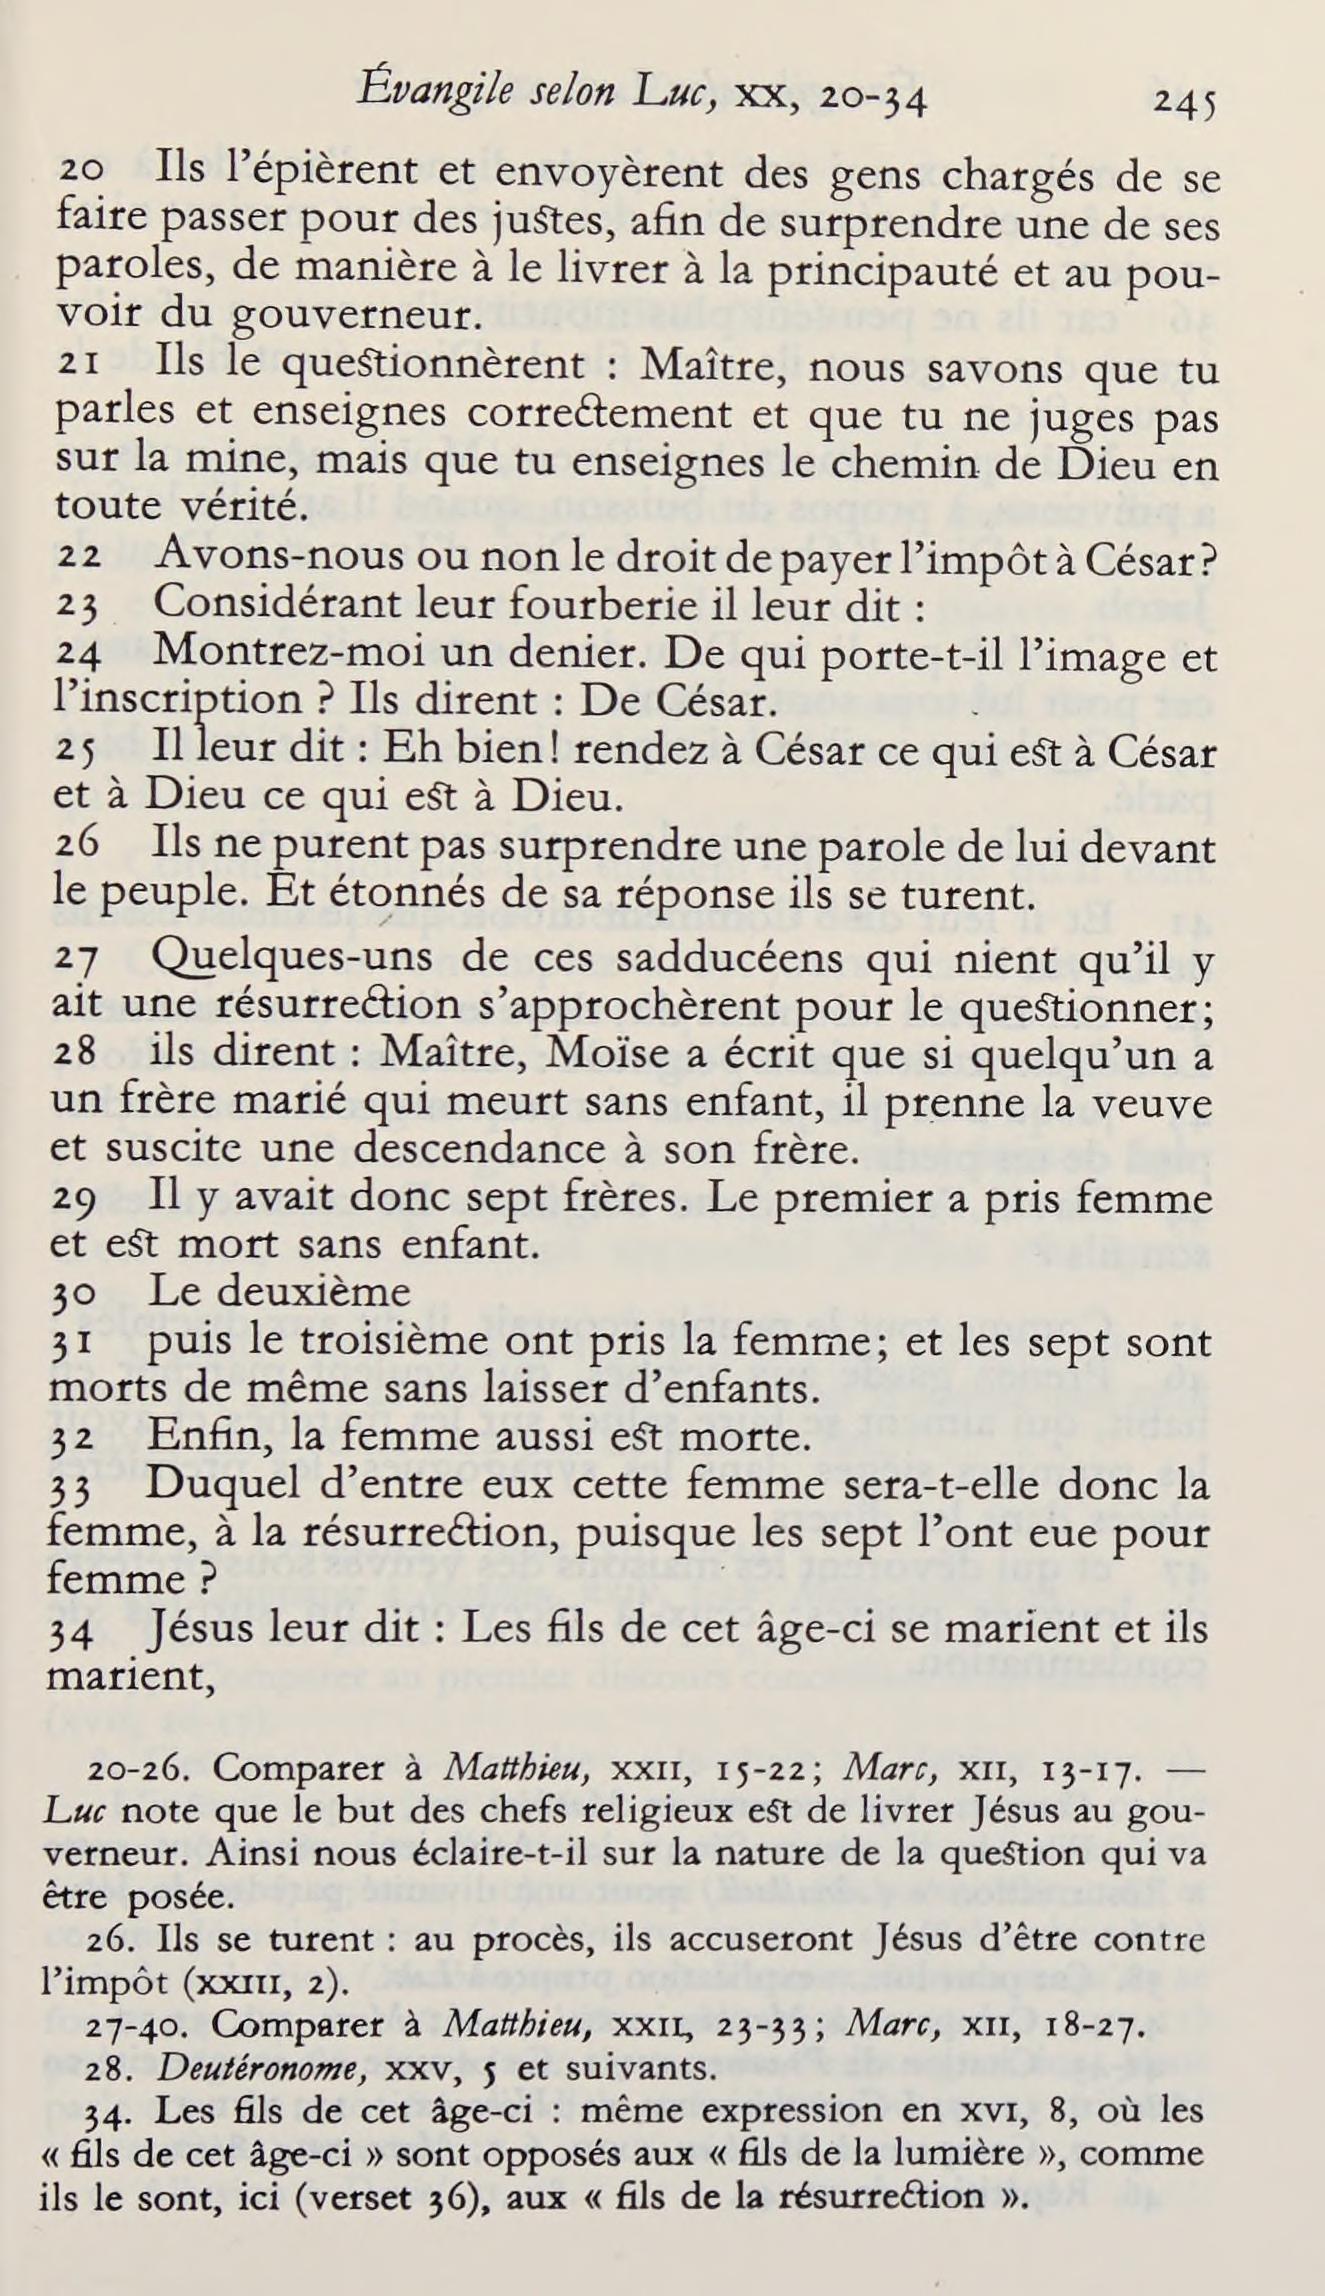 Évangile selon Luc, XX, 20-34 245
20 Ils l'épièrent et envoyèrent des gens chargés de se
faire passer pour des justes, afin de surprendre une de ses
paroles, de manière à le livrer à la principauté et au pou-
voir du gouverneur.
21 Ils le questionnèrent : Maître, nous savons que tu
parles et enseignes correctement et que tu ne juges pas
sur la mine, mais que tu enseignes le chemin de Dieu en
toute vérité.
22 Avons-nous ou non le droit de payer l'impôt à César ?
23 Considérant leur fourberie il leur dit :
24 Montrez-moi un denier. De qui porte-t-il l'image et
l'inscription ? Ils dirent : De César.
25 Il leur dit : Eh bien ! rendez à César ce qui est à César
et à Dieu ce qui est à Dieu.
26 Ils ne purent pas surprendre une parole de lui devant
le peuple. Et étonnés de sa réponse ils se turent.
27 Quelques-uns de ces sadducéens qui nient qu'il y
ait une résurrection s'approchèrent pour le questionner;
28 ils dirent : Maître, Moïse a écrit que si quelqu'un a
un frère marié qui meurt sans enfant, il prenne la veuve
et suscite une descendance à son frère.
29 Il y avait donc sept frères. Le premier a pris femme
et est mort sans enfant.
30 Le deuxième
31 puis le troisième ont pris la femme; et les sept sont
morts de même sans laisser d'enfants.
32 Enfin, la femme aussi est morte.
33 Duquel d'entre eux cette femme sera-t-elle donc la
femme, à la résurrection, puisque les sept l'ont eue pour
femme ?
34 Jésus leur dit : Les fils de cet âge-ci se marient et ils
marient,
20-26. Comparer à Matthieu, XXII, 15-22; Marc, XII, 13-17. —
Luc note que le but des chefs religieux est de livrer Jésus au gou-
verneur. Ainsi nous éclaire-t-il sur la nature de la question qui va
être posée.
26. Ils se turent : au procès, ils accuseront Jésus d'être contre
l'impôt (XXIII, 2).
27-40. Comparer à Matthieu, XXII, 23-33; Marc, XII, 18-27.
28. Deutéronome, XXV, 5 et suivants.
34. Les fils de cet âge-ci : même expression en XVI, 8, où les
« fils de cet âge-ci » sont opposés aux « fils de la lumière », comme
ils le sont, ici (verset 36), aux « fils de la résurrection ».